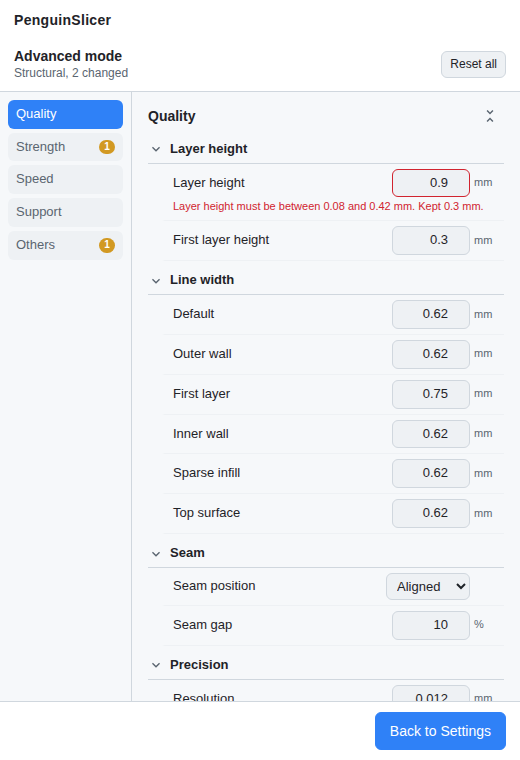 PenguinSlicer
Advanced mode
Structural, 2 changed
Reset all
Quality
Strength 1
Speed
Support
Others 1
Quality
Layer height
Layer height 0.9 mm
Layer height must be between 0.08 and 0.42 mm. Kept 0.3 mm.
First layer height 0.3 mm
Line width
Default 0.62 mm
Outer wall 0.62 mm
First layer 0.75 mm
Inner wall 0.62 mm
Sparse infill 0.62 mm
Top surface 0.62 mm
Seam
Seam position Aligned
Seam gap 10 %
Precision
Resolution 0.012 mm
Back to Settings